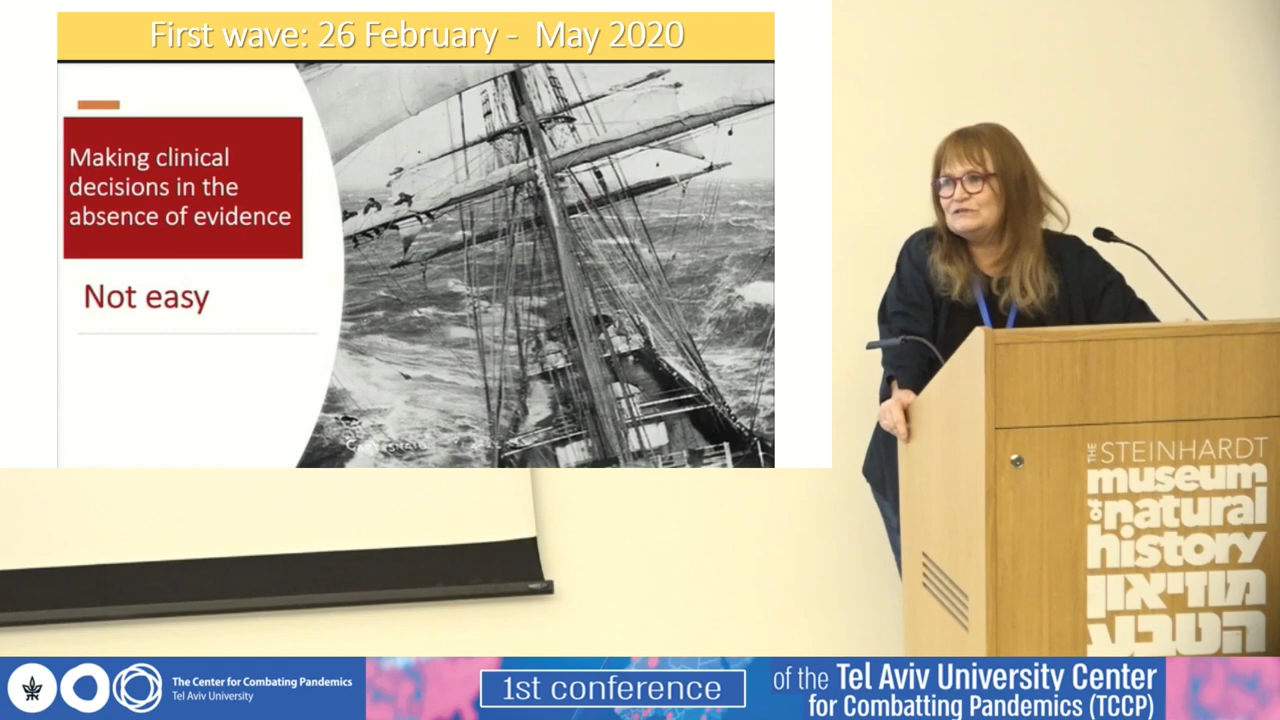 First wave: 26 February - May 2020
Making clinical
decisions in the
absence of evidence
Not easy
THE STEINHARDT
museum
of natural
history
מוזיאון
הטבע
The Center for Combating Pandemics
Tel Aviv University
1st conference
of the Tel Aviv University Center
for Combatting Pandemics (TCCP)